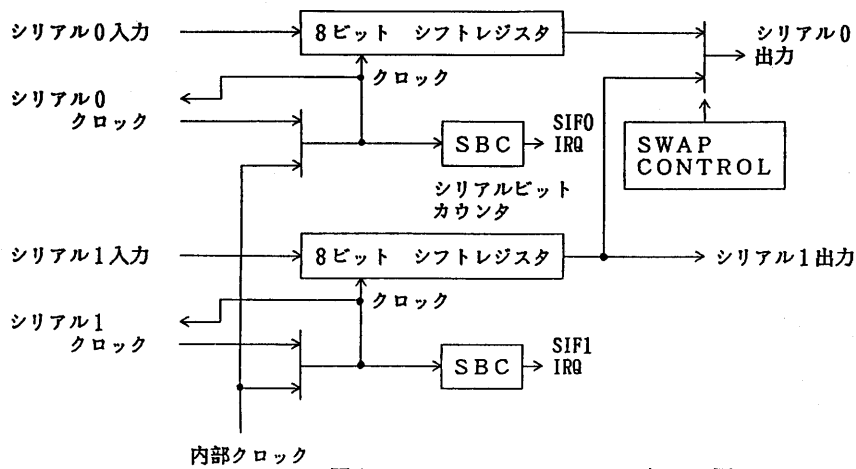 シリアル0入力
8ビット シフトレジスタ
シリアル0
出力
クロック
シリアル0
クロック
SBC
SIF0
IRQ
SWAP
CONTROL
シリアルビット
カウンタ
シリアル1入力
8ビット シフトレジスタ
シリアル1出力
クロック
シリアル1
クロック
SBC
SIF1
IRQ
内部クロック